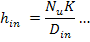 h_in = N_u K / D_in ...